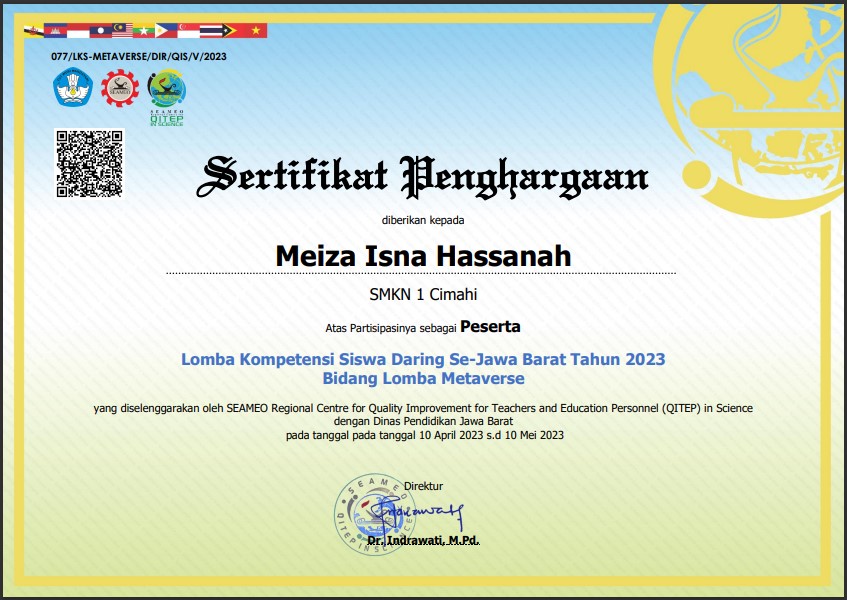 077/LKS-METAVERSE/DIR/QIS/V/2023
SEAMEO
SEAMEO
QITEP
IN SCIENCE
Sertifikat Penghargaan
diberikan kepada
Meiza Isna Hassanah
SMKN 1 Cimahi
Atas Partisipasinya sebagai Peserta
Lomba Kompetensi Siswa Daring Se-Jawa Barat Tahun 2023
Bidang Lomba Metaverse
yang diselenggarakan oleh SEAMEO Regional Centre for Quality Improvement for Teachers and Education Personnel (QITEP) in Science
dengan Dinas Pendidikan Jawa Barat
pada tanggal pada tanggal 10 April 2023 s.d 10 Mei 2023
Direktur
SEAMEO
QITEP IN SCIENCE
Indrawati
Dr. Indrawati, M.Pd.